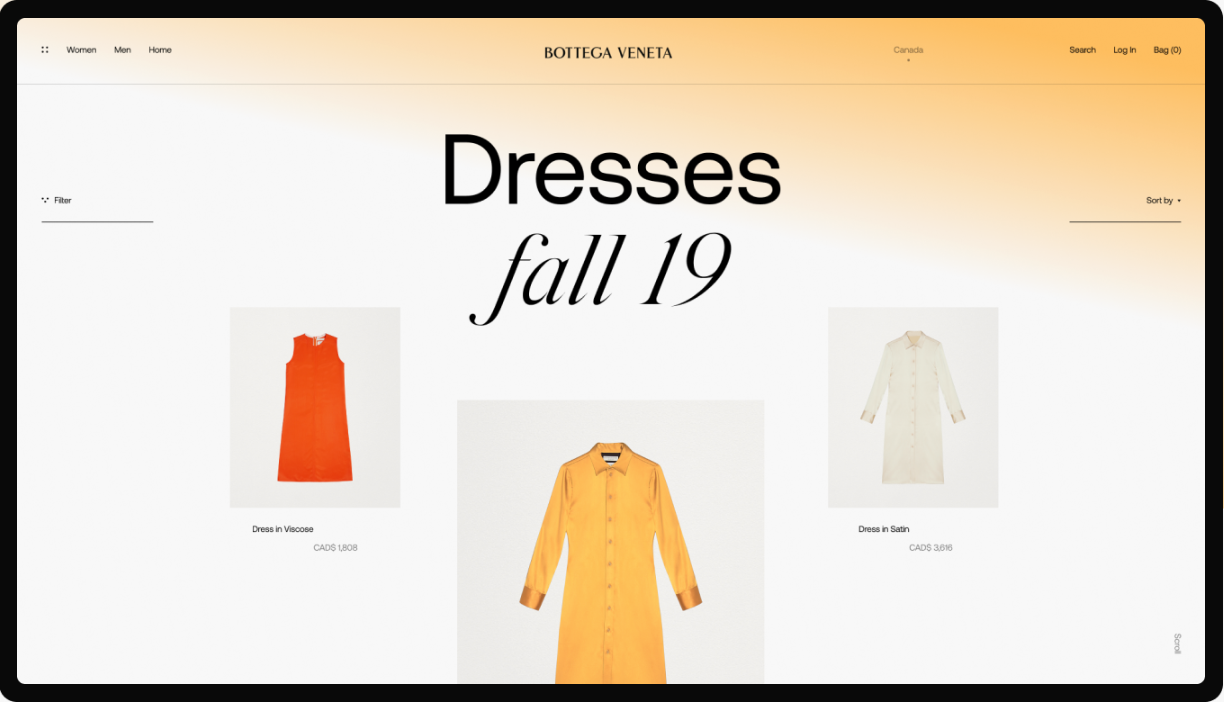 Women Men Home
BOTTEGA VENETA
Canada
Search Log In Bag (0)
Dresses
fall 19
Filter
Sort by
Dress in Viscose
CAD$ 1,808
Dress in Satin
CAD$ 3,616
Scroll